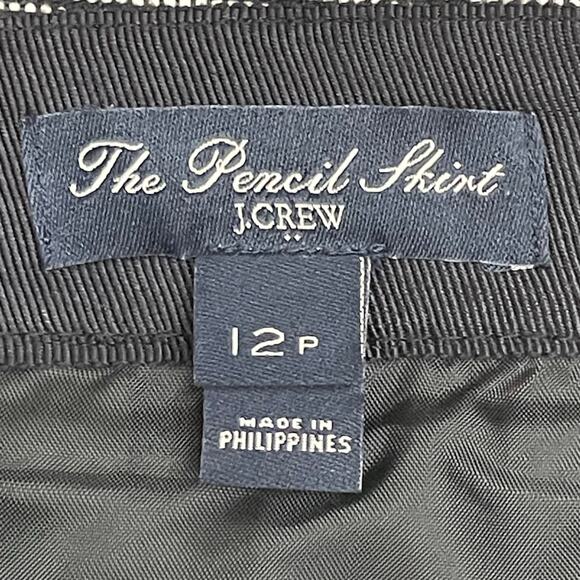 The Pencil Skirt
J.CREW
12P
MADE IN
PHILIPPINES